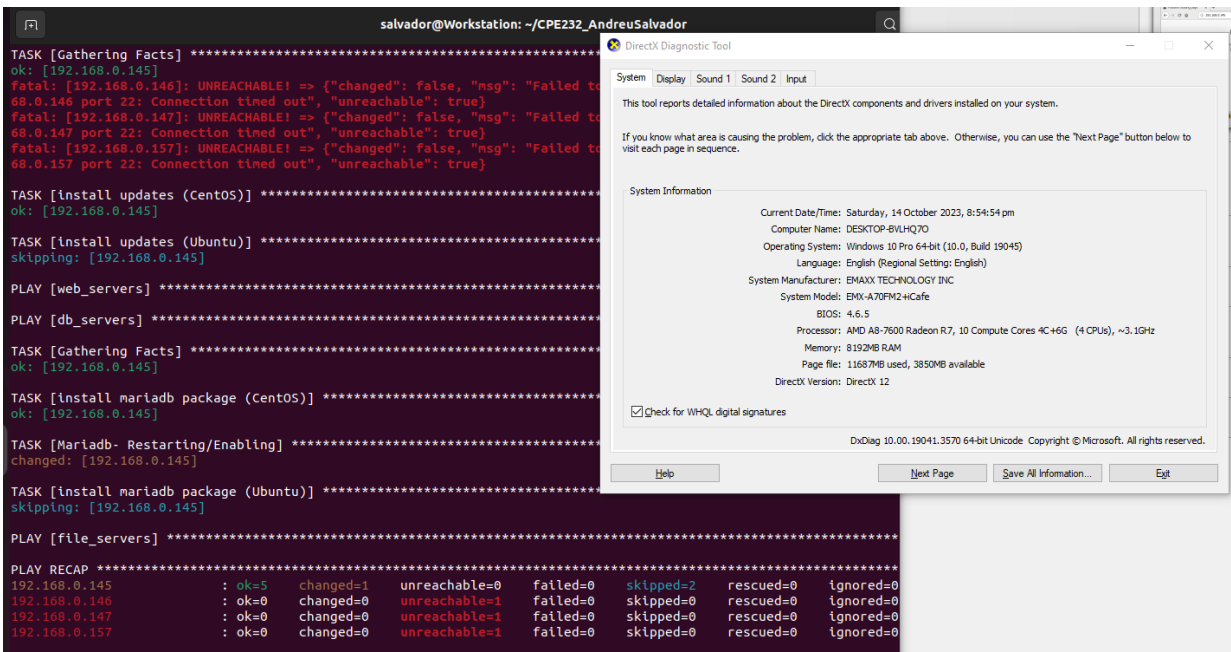 salvador@Workstation: ~/CPE232_AndreuSalvador
TASK [Gathering Facts] ****************************************************
ok: [192.168.0.145]
fatal: [192.168.0.146]: UNREACHABLE! => {"changed": false, "msg": "Failed to
68.0.146 port 22: Connection timed out", "unreachable": true}
fatal: [192.168.0.147]: UNREACHABLE! => {"changed": false, "msg": "Failed to
68.0.147 port 22: Connection timed out", "unreachable": true}
fatal: [192.168.0.157]: UNREACHABLE! => {"changed": false, "msg": "Failed to
68.0.157 port 22: Connection timed out", "unreachable": true}
TASK [install updates (CentOS)] *******************************************
ok: [192.168.0.145]
TASK [install updates (Ubuntu)] *******************************************
skipping: [192.168.0.145]
PLAY [web_servers] ********************************************************
PLAY [db_servers] *********************************************************
TASK [Gathering Facts] ****************************************************
ok: [192.168.0.145]
TASK [install mariadb package (CentOS)] ***********************************
ok: [192.168.0.145]
TASK [Mariadb- Restarting/Enabling] ***************************************
changed: [192.168.0.145]
TASK [install mariadb package (Ubuntu)] ***********************************
skipping: [192.168.0.145]
PLAY [file_servers] **********************************************************************************************
PLAY RECAP *******************************************************************************************************
192.168.0.145 : ok=5 changed=1 unreachable=0 failed=0 skipped=2 rescued=0 ignored=0
192.168.0.146 : ok=0 changed=0 unreachable=1 failed=0 skipped=0 rescued=0 ignored=0
192.168.0.147 : ok=0 changed=0 unreachable=1 failed=0 skipped=0 rescued=0 ignored=0
192.168.0.157 : ok=0 changed=0 unreachable=1 failed=0 skipped=0 rescued=0 ignored=0
DirectX Diagnostic Tool
System Display Sound 1 Sound 2 Input
This tool reports detailed information about the DirectX components and drivers installed on your system.
If you know what area is causing the problem, click the appropriate tab above. Otherwise, you can use the "Next Page" button below to
visit each page in sequence.
System Information
Current Date/Time: Saturday, 14 October 2023, 8:54:54 pm
Computer Name: DESKTOP-BVLHQ7O
Operating System: Windows 10 Pro 64-bit (10.0, Build 19045)
Language: English (Regional Setting: English)
System Manufacturer: EMAXX TECHNOLOGY INC
System Model: EMX-A70FM2+iCafe
BIOS: 4.6.5
Processor: AMD A8-7600 Radeon R7, 10 Compute Cores 4C+6G (4 CPUs), ~3.1GHz
Memory: 8192MB RAM
Page file: 11687MB used, 3850MB available
DirectX Version: DirectX 12
Check for WHQL digital signatures
DxDiag 10.00.19041.3570 64-bit Unicode Copyright © Microsoft. All rights reserved.
Help Next Page Save All Information... Exit